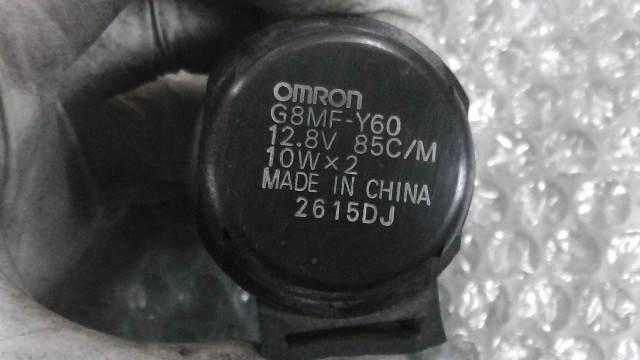 OMRON
G8MF-Y60
12.8V 85C/M
10W×2
MADE IN CHINA
2615DJ